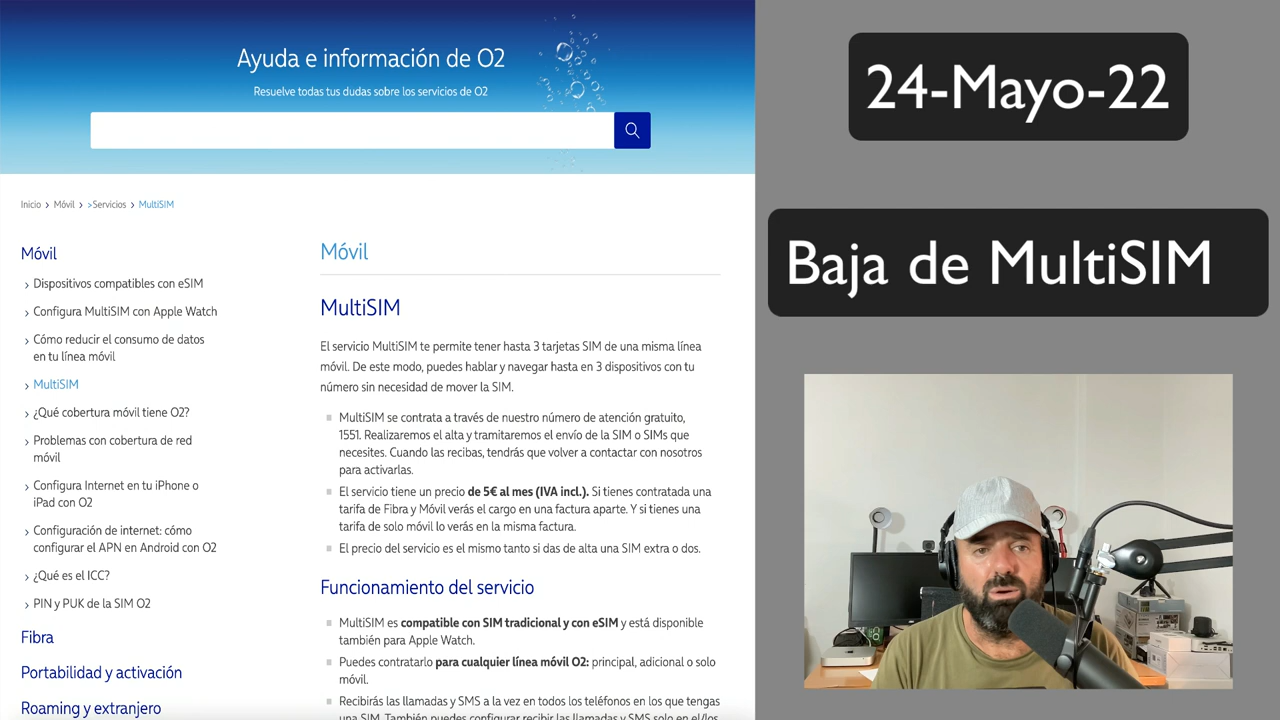 Ayuda e información de O2
Resuelve todas tus dudas sobre los servicios de O2
Inicio > Móvil > >Servicios > MultiSIM
Móvil
> Dispositivos compatibles con eSIM
> Configura MultiSIM con Apple Watch
> Cómo reducir el consumo de datos
en tu línea móvil
> MultiSIM
> ¿Qué cobertura móvil tiene O2?
> Problemas con cobertura de red
móvil
> Configura Internet en tu iPhone o
iPad con O2
> Configuración de internet: cómo
configurar el APN en Android con O2
> ¿Qué es el ICC?
> PIN y PUK de la SIM O2
Fibra
Portabilidad y activación
Roaming y extranjero
Móvil
MultiSIM
El servicio MultiSIM te permite tener hasta 3 tarjetas SIM de una misma línea
móvil. De este modo, puedes hablar y navegar hasta en 3 dispositivos con tu
número sin necesidad de mover la SIM.
MultiSIM se contrata a través de nuestro número de atención gratuito,
1551. Realizaremos el alta y tramitaremos el envío de la SIM o SIMs que
necesites. Cuando las recibas, tendrás que volver a contactar con nosotros
para activarlas.
El servicio tiene un precio de 5€ al mes (IVA incl.). Si tienes contratada una
tarifa de Fibra y Móvil verás el cargo en una factura aparte. Y si tienes una
tarifa de solo móvil lo verás en la misma factura.
El precio del servicio es el mismo tanto si das de alta una SIM extra o dos.
Funcionamiento del servicio
MultiSIM es compatible con SIM tradicional y con eSIM y está disponible
también para Apple Watch.
Puedes contratarlo para cualquier línea móvil O2: principal, adicional o solo
móvil.
Recibirás las llamadas y SMS a la vez en todos los teléfonos en los que tengas
una SIM. También puedes configurar recibir las llamadas y SMS solo en el/los
24-Mayo-22
Baja de MultiSIM